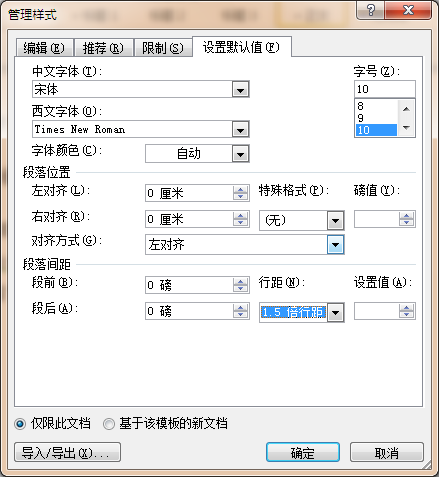 管理样式
编辑(E) 推荐(R) 限制(S) 设置默认值(F)
中文字体(T): 字号(Z):
宋体 10
西文字体(O): 8
9
Times New Roman 10
字体颜色(C): 自动
段落位置
左对齐(L): 0 厘米 特殊格式(P): 磅值(Y):
右对齐(R): 0 厘米 (无)
对齐方式(G): 左对齐
段落间距
段前(B): 0 磅 行距(N): 设置值(A):
段后(A): 0 磅 1.5 倍行距
仅限此文档 基于该模板的新文档
导入/导出(X)... 确定 取消